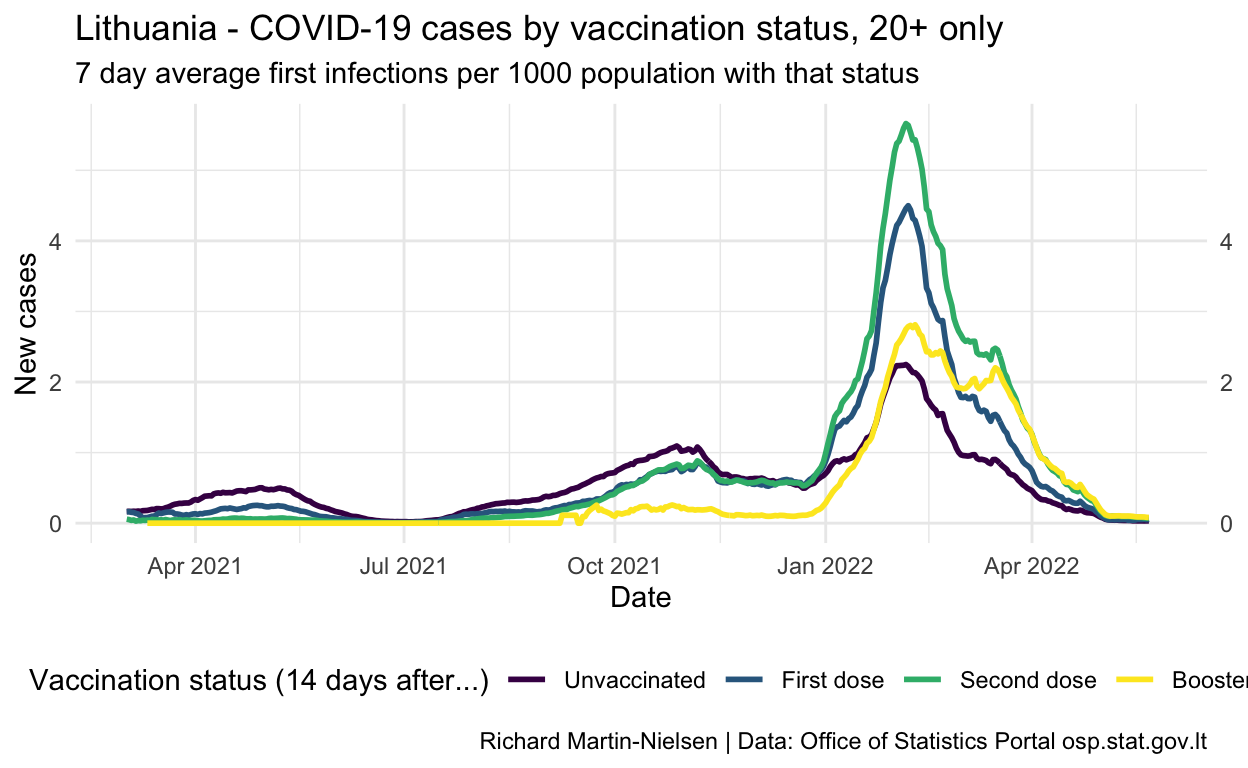 Lithuania - COVID-19 cases by vaccination status, 20+ only
7 day average first infections per 1000 population with that status
New cases
4
2
0
4
2
0
Apr 2021 Jul 2021 Oct 2021 Jan 2022 Apr 2022
Date
Vaccination status (14 days after...) Unvaccinated First dose Second dose Booster
Richard Martin-Nielsen | Data: Office of Statistics Portal osp.stat.gov.lt